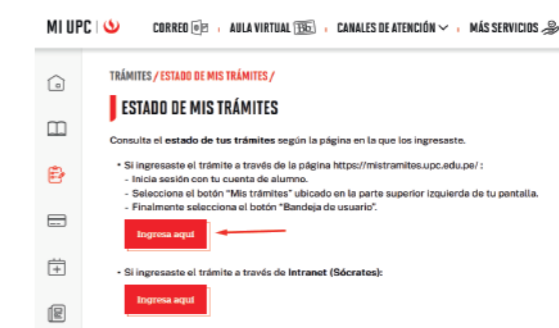 MI UPC
CORREO
AULA VIRTUAL
CANALES DE ATENCIÓN
MÁS SERVICIOS
TRÁMITES / ESTADO DE MIS TRÁMITES /
ESTADO DE MIS TRÁMITES
Consulta el estado de tus trámites según la página en la que los ingresaste.
• Si ingresaste el trámite a través de la página https://mistramites.upc.edu.pe/ :
- Inicia sesión con tu cuenta de alumno.
- Selecciona el botón "Mis trámites" ubicado en la parte superior izquierda de tu pantalla.
- Finalmente selecciona el botón "Bandeja de usuario".
Ingresa aquí
• Si ingresaste el trámite a través de Intranet (Sócrates):
Ingresa aquí